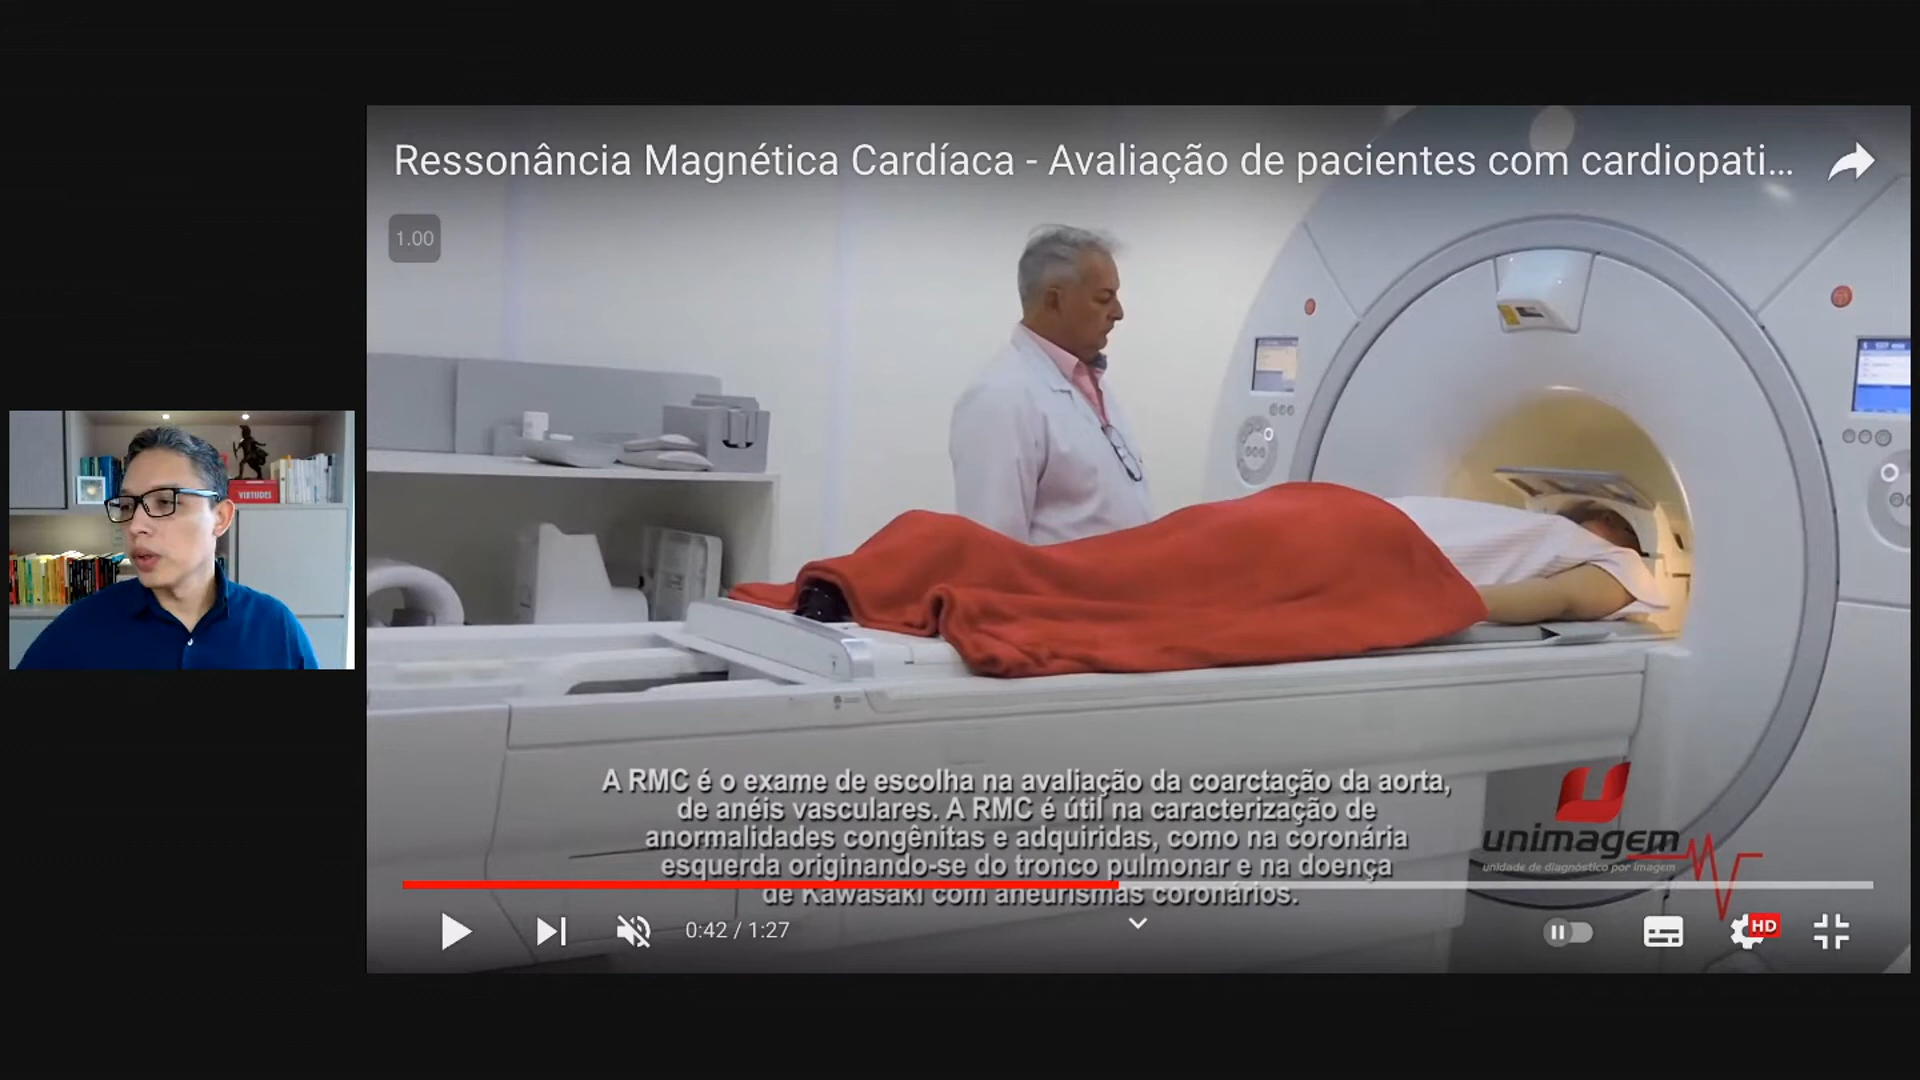 Ressonância Magnética Cardíaca - Avaliação de pacientes com cardiopati...
1.00
VIRTUDES
A RMC é o exame de escolha na avaliação da coarctação da aorta,
de anéis vasculares. A RMC é útil na caracterização de
anormalidades congênitas e adquiridas, como na coronária
esquerda originando-se do tronco pulmonar e na doença
de Kawasaki com aneurismas coronários.
unimagem
unidade de diagnóstico por imagem
0:42 / 1:27
HD